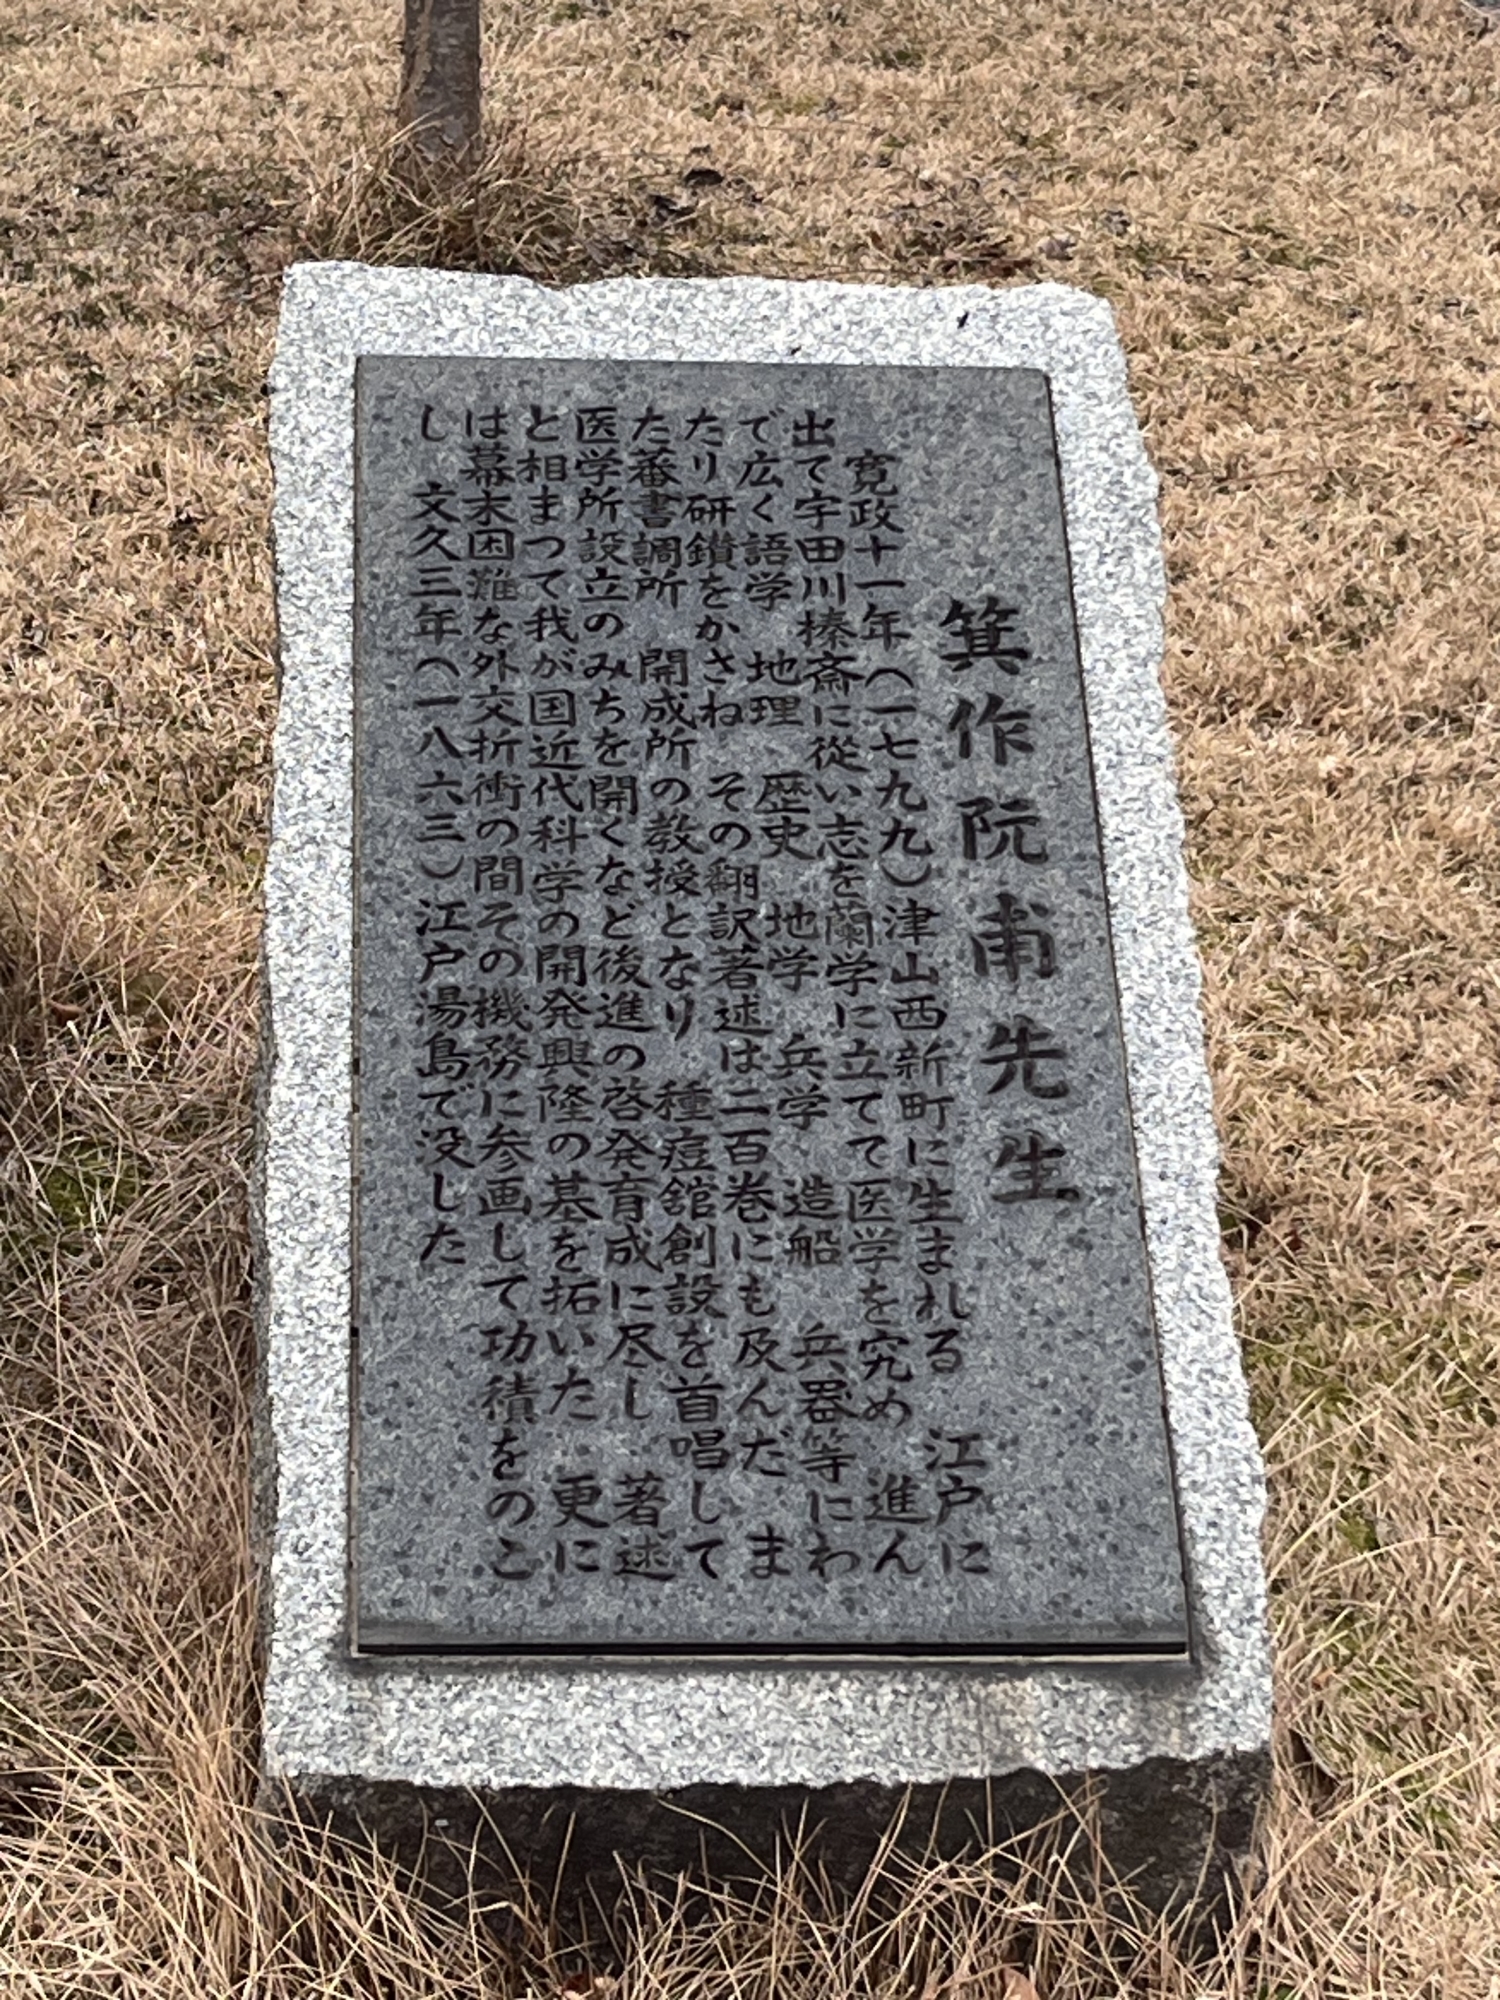 箕作阮甫先生
寛政十一年(一七九九)津山西新町に生まれる 江戸に
出て宇田川榛斎に従い志を蘭学に立てて医学を究め 進ん
で広く語学 地理 歴史 地学 兵学 造船 兵器等にわ
たり研鑚をかさね その翻訳著述は二百巻にも及んだ ま
た蕃書調所 開成所の教授となり 種痘舘創設を首唱して
医学所設立のみちを開くなど後進の啓発育成に尽し 著述
と相まつて我が国近代科学の開発興隆の基を拓いた 更に
は幕末困難な外交折衝の間その機務に参画して功積をのこ
し 文久三年(一八六三)江戸湯島で没した